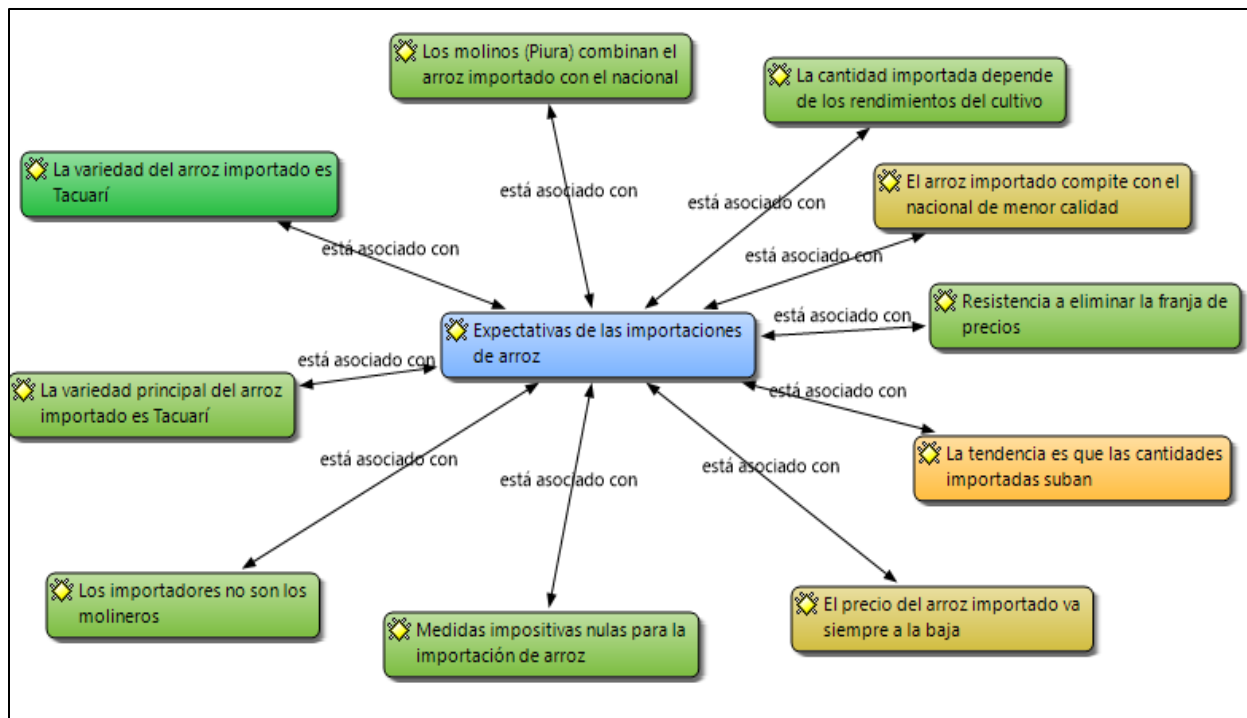 Los molinos (Piura) combinan el
arroz importado con el nacional
La cantidad importada depende
de los rendimientos del cultivo
La variedad del arroz importado es
Tacuarí
está asociado con
está asociado con
El arroz importado compite con el
nacional de menor calidad
está asociado con
está asociado con
Resistencia a eliminar la franja de
precios
Expectativas de las importaciones
de arroz
está asociado con
está asociado con
La variedad principal del arroz
importado es Tacuarí
está asociado con
La tendencia es que las cantidades
importadas suban
está asociado con
está asociado con
está asociado con
Los importadores no son los
molineros
Medidas impositivas nulas para la
importación de arroz
El precio del arroz importado va
siempre a la baja